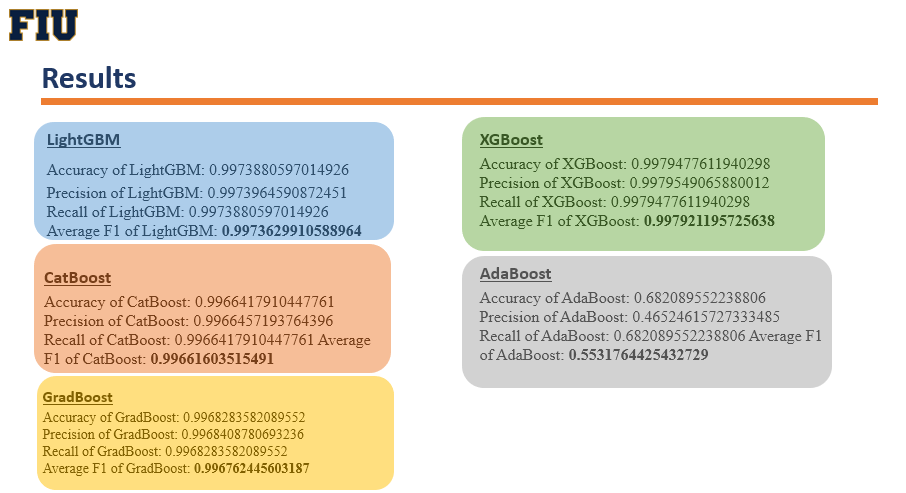 FIU
Results
LightGBM
Accuracy of LightGBM: 0.9973880597014926
Precision of LightGBM: 0.9973964590872451
Recall of LightGBM: 0.9973880597014926
Average F1 of LightGBM: 0.9973629910588964
CatBoost
Accuracy of CatBoost: 0.9966417910447761
Precision of CatBoost: 0.9966457193764396
Recall of CatBoost: 0.9966417910447761 Average
F1 of CatBoost: 0.99661603515491
GradBoost
Accuracy of GradBoost: 0.9968283582089552
Precision of GradBoost: 0.9968408780693236
Recall of GradBoost: 0.9968283582089552
Average F1 of GradBoost: 0.996762445603187
XGBoost
Accuracy of XGBoost: 0.9979477611940298
Precision of XGBoost: 0.9979549065880012
Recall of XGBoost: 0.9979477611940298
Average F1 of XGBoost: 0.997921195725638
AdaBoost
Accuracy of AdaBoost: 0.682089552238806
Precision of AdaBoost: 0.46524615727333485
Recall of AdaBoost: 0.682089552238806 Average F1
of AdaBoost: 0.5531764425432729